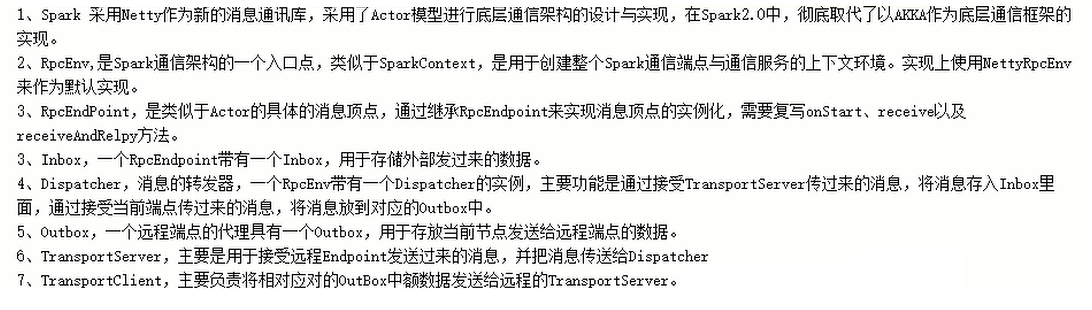 1、Spark 采用Netty作为新的消息通讯库，采用了Actor模型进行底层通信架构的设计与实现，在Spark2.0中，彻底取代了以AKKA作为底层通信框架的
实现。
2、RpcEnv,是Spark通信架构的一个入口点，类似于SparkContext，是用于创建整个Spark通信端点与通信服务的上下文环境。实现上使用NettyRpcEnv
来作为默认实现。
3、RpcEndPoint，是类似于Actor的具体的消息顶点，通过继承RpcEndpoint来实现消息顶点的实例化，需要复写onStart、receive以及
receiveAndRelpy方法。
3、Inbox，一个RpcEndpoint带有一个Inbox，用于存储外部发过来的数据。
4、Dispatcher，消息的转发器，一个RpcEnv带有一个Dispatcher的实例，主要功能是通过接受TransportServer传过来的消息，将消息存入Inbox里
面，通过接受当前端点传过来的消息，将消息放到对应的Outbox中。
5、Outbox，一个远程端点的代理具有一个Outbox，用于存放当前节点发送给远程端点的数据。
6、TransportServer，主要是用于接受远程Endpoint发送过来的消息，并把消息传送给Dispatcher
7、TransportClient，主要负责将相对应对的OutBox中额数据发送给远程的TransportServer。